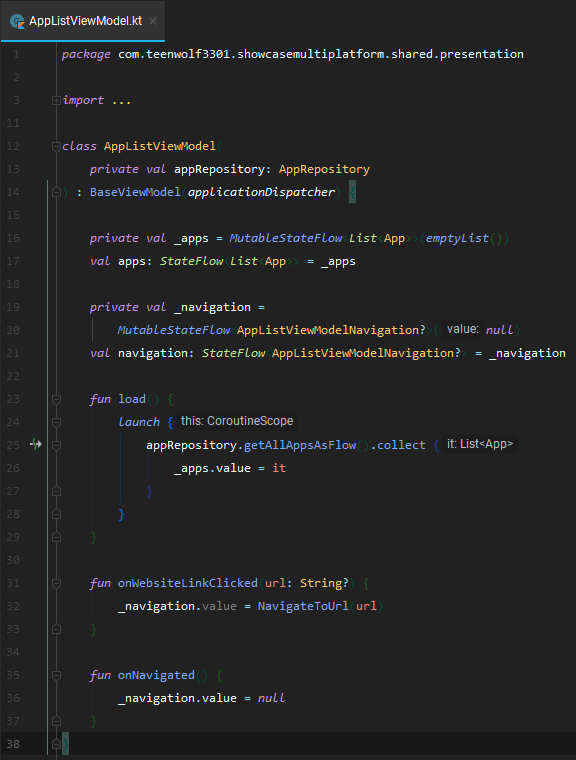 AppListViewModel.kt
1 package com.teenwolf3301.showcasemultiplatform.shared.presentation
2
3 import ...
11
12 class AppListViewModel(
13 private val appRepository: AppRepository
14 ) : BaseViewModel(applicationDispatcher) {
15
16 private val _apps = MutableStateFlow<List<App>>(emptyList())
17 val apps: StateFlow<List<App>> = _apps
18
19 private val _navigation =
20 MutableStateFlow<AppListViewModelNavigation?>( value: null)
21 val navigation: StateFlow<AppListViewModelNavigation?> = _navigation
22
23 fun load() {
24 launch { this: CoroutineScope
25 appRepository.getAllAppsAsFlow().collect { it: List<App>
26 _apps.value = it
27 }
28 }
29 }
30
31 fun onWebsiteLinkClicked(url: String?) {
32 _navigation.value = NavigateToUrl(url)
33 }
34
35 fun onNavigated() {
36 _navigation.value = null
37 }
38 }